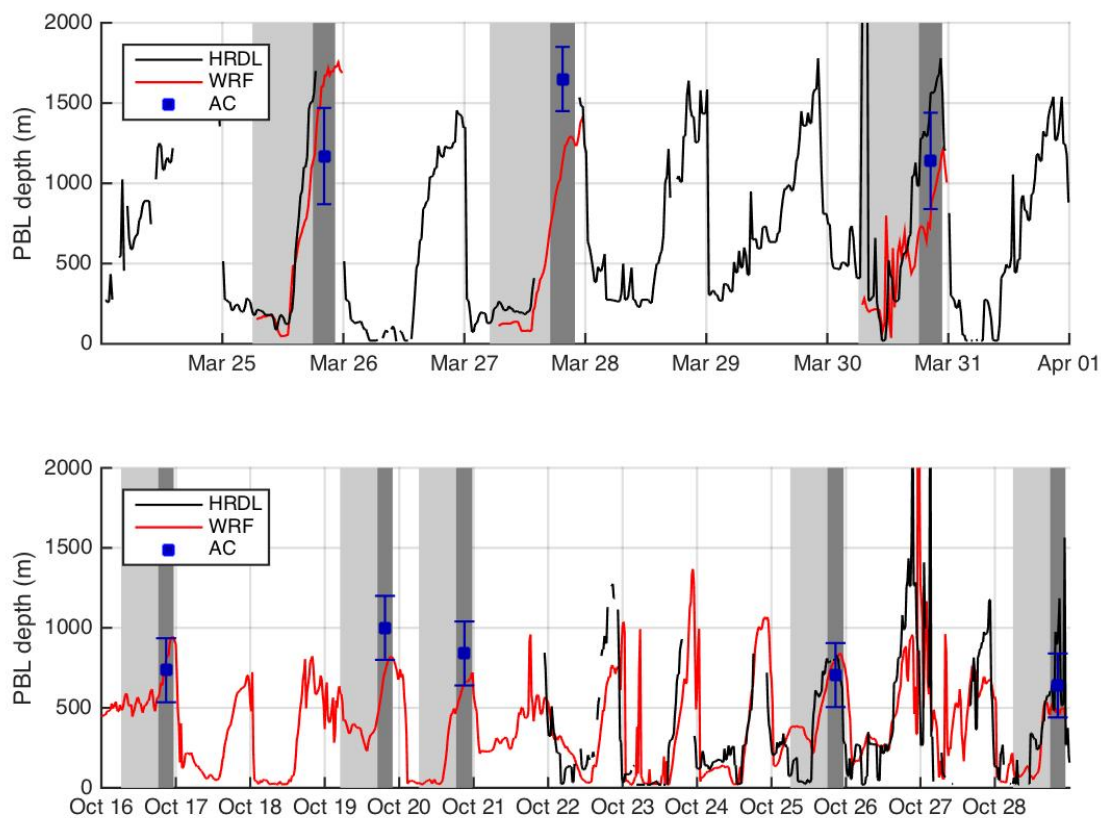 2000
1500
1000
500
0
PBL depth (m)
HRDL
WRF
AC
Mar 25 Mar 26 Mar 27 Mar 28 Mar 29 Mar 30 Mar 31 Apr 01
2000
1500
1000
500
0
PBL depth (m)
HRDL
WRF
AC
Oct 16 Oct 17 Oct 18 Oct 19 Oct 20 Oct 21 Oct 22 Oct 23 Oct 24 Oct 25 Oct 26 Oct 27 Oct 28